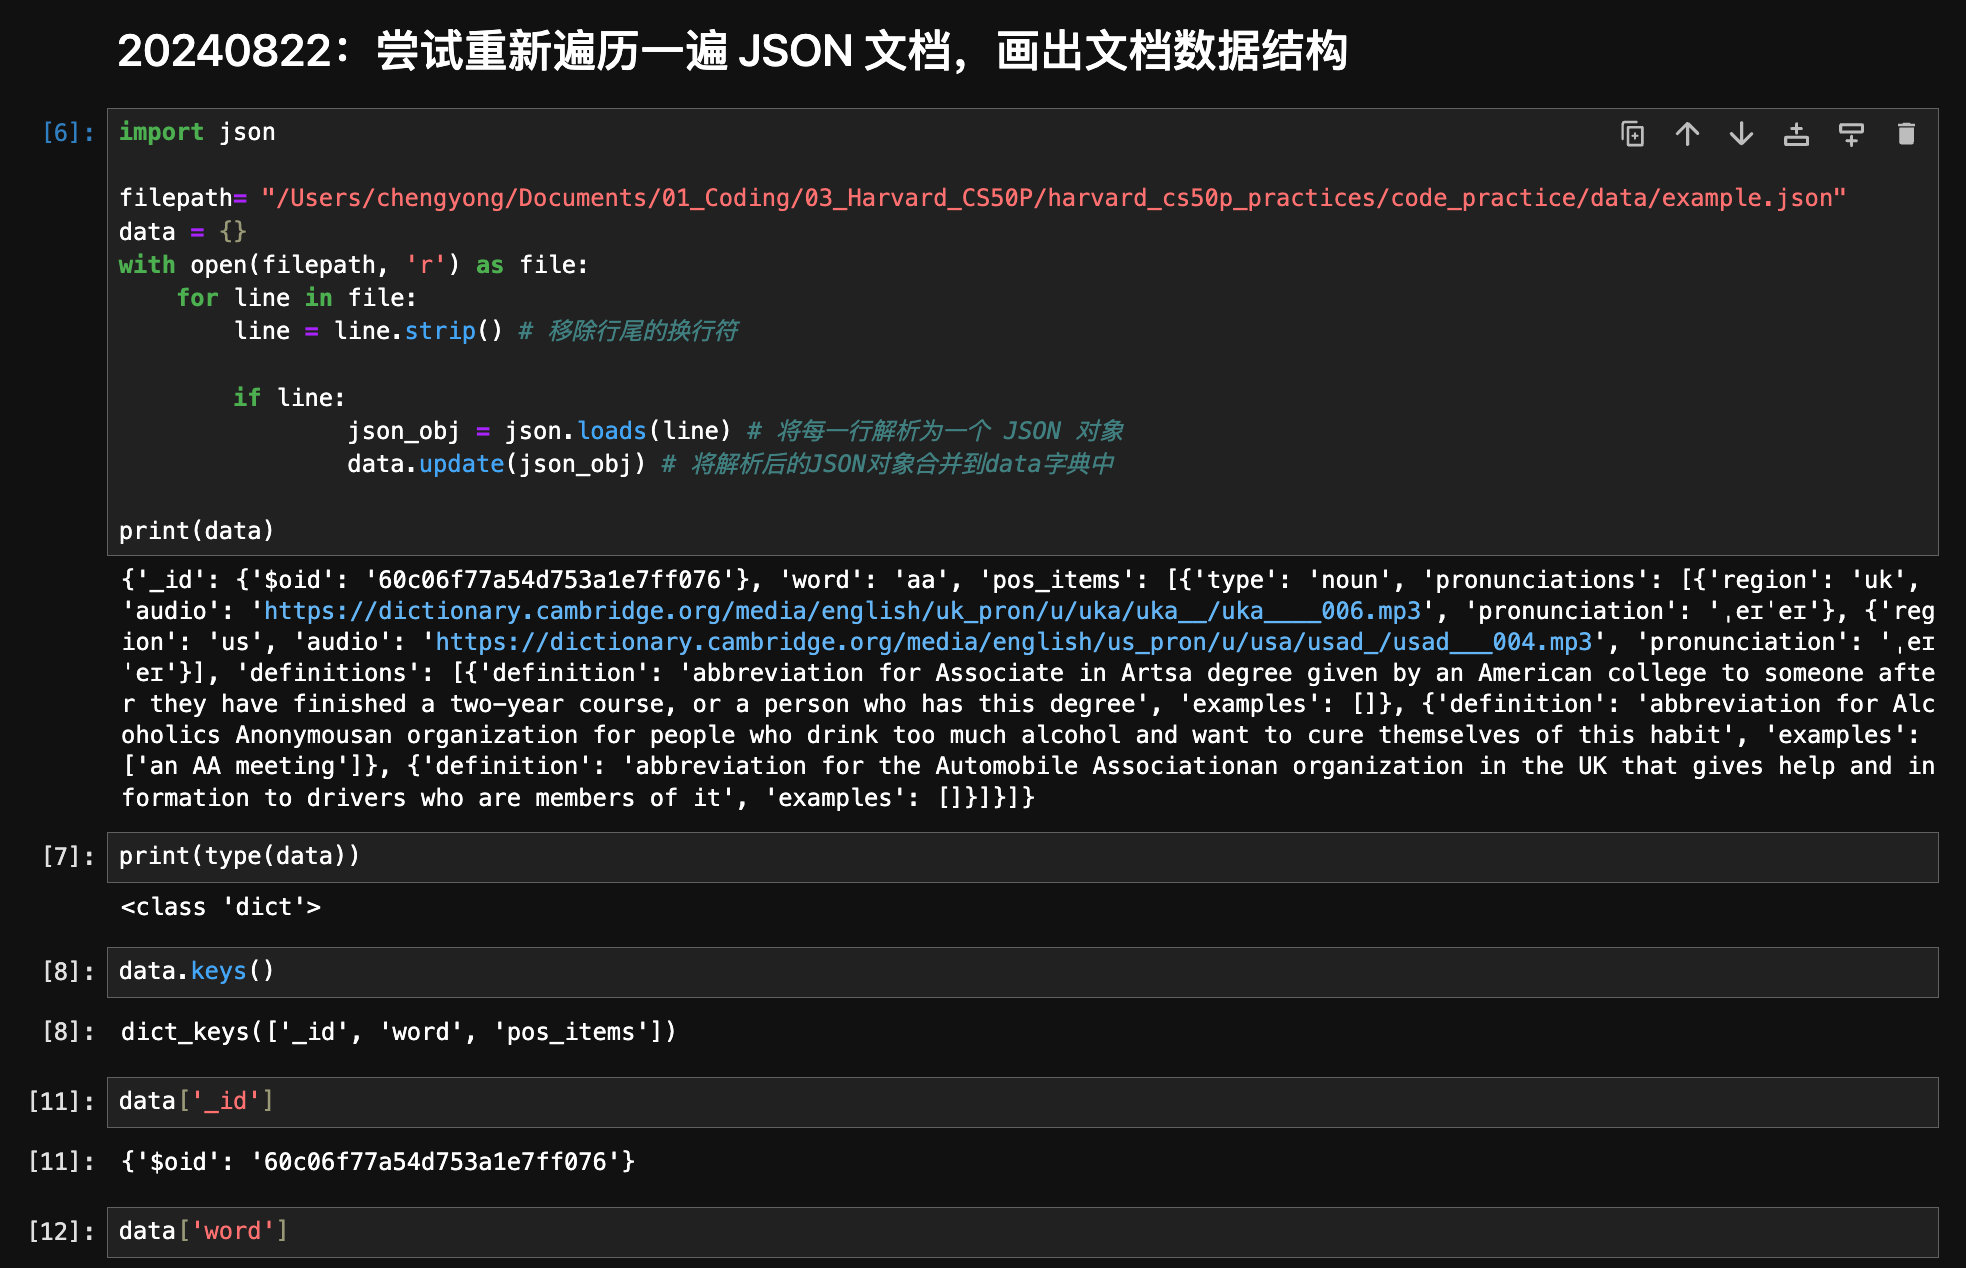 20240822：尝试重新遍历一遍 JSON 文档，画出文档数据结构
[6]:
import json
filepath= "/Users/chengyong/Documents/01_Coding/03_Harvard_CS50P/harvard_cs50p_practices/code_practice/data/example.json"
data = {}
with open(filepath, 'r') as file:
    for line in file:
        line = line.strip() # 移除行尾的换行符
        if line:
                json_obj = json.loads(line) # 将每一行解析为一个 JSON 对象
                data.update(json_obj) # 将解析后的JSON对象合并到data字典中
print(data)
{'_id': {'$oid': '60c06f77a54d753a1e7ff076'}, 'word': 'aa', 'pos_items': [{'type': 'noun', 'pronunciations': [{'region': 'uk',
'audio': 'https://dictionary.cambridge.org/media/english/uk_pron/u/uka/uka__/uka____006.mp3', 'pronunciation': 'ˌeɪˈeɪ'}, {'reg
ion': 'us', 'audio': 'https://dictionary.cambridge.org/media/english/us_pron/u/usa/usad_/usad___004.mp3', 'pronunciation': 'ˌeɪ
ˈeɪ'}], 'definitions': [{'definition': 'abbreviation for Associate in Artsa degree given by an American college to someone afte
r they have finished a two-year course, or a person who has this degree', 'examples': []}, {'definition': 'abbreviation for Alc
oholics Anonymousan organization for people who drink too much alcohol and want to cure themselves of this habit', 'examples':
['an AA meeting']}, {'definition': 'abbreviation for the Automobile Associationan organization in the UK that gives help and in
formation to drivers who are members of it', 'examples': []}]}]}
[7]:
print(type(data))
<class 'dict'>
[8]:
data.keys()
[8]:
dict_keys(['_id', 'word', 'pos_items'])
[11]:
data['_id']
[11]:
{'$oid': '60c06f77a54d753a1e7ff076'}
[12]:
data['word']